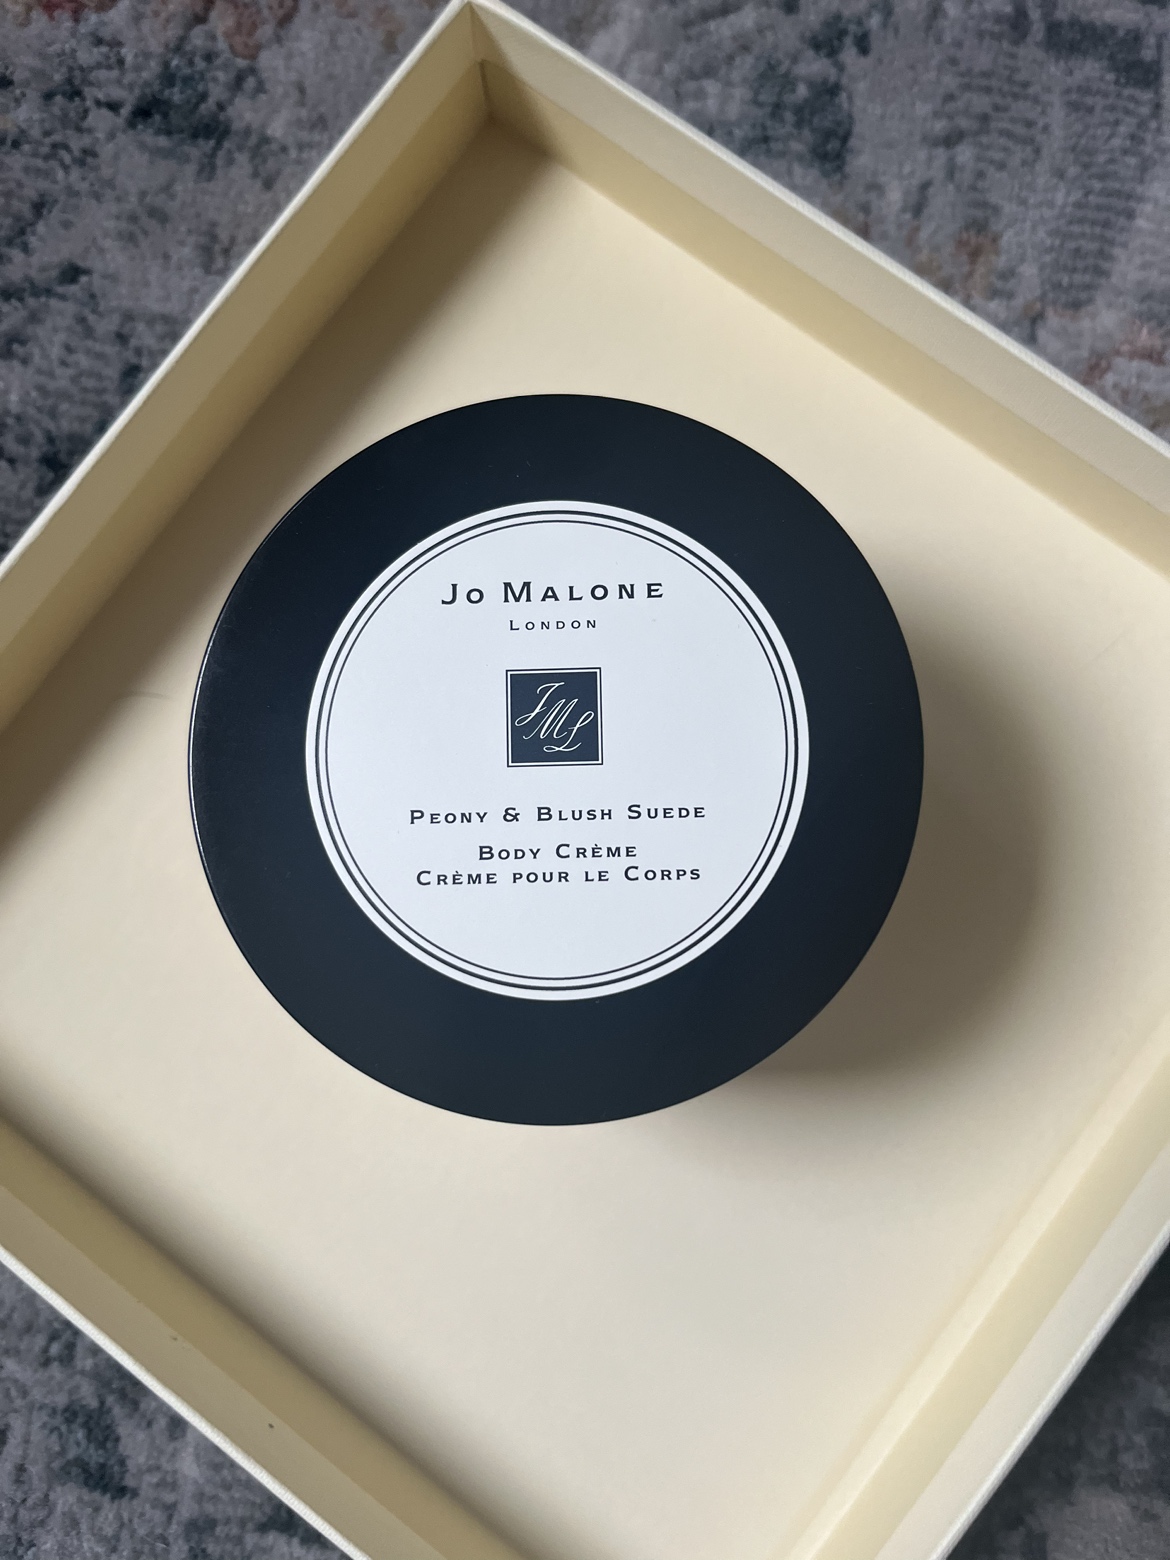 Jo Malone
London
JML
Peony & Blush Suede
Body Crème
Crème pour le Corps